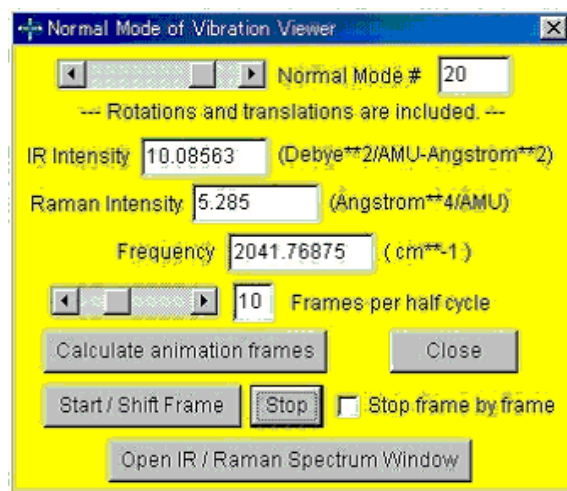 Normal Mode of Vibration Viewer
Normal Mode # 20
--- Rotations and translations are included. ---
IR Intensity 10.08563 (Debye**2/AMU-Angstrom**2)
Raman Intensity 5.285 (Angstrom**4/AMU)
Frequency 2041.76875 ( cm**-1 )
10 Frames per half cycle
Calculate animation frames Close
Start / Shift Frame Stop Stop frame by frame
Open IR / Raman Spectrum Window